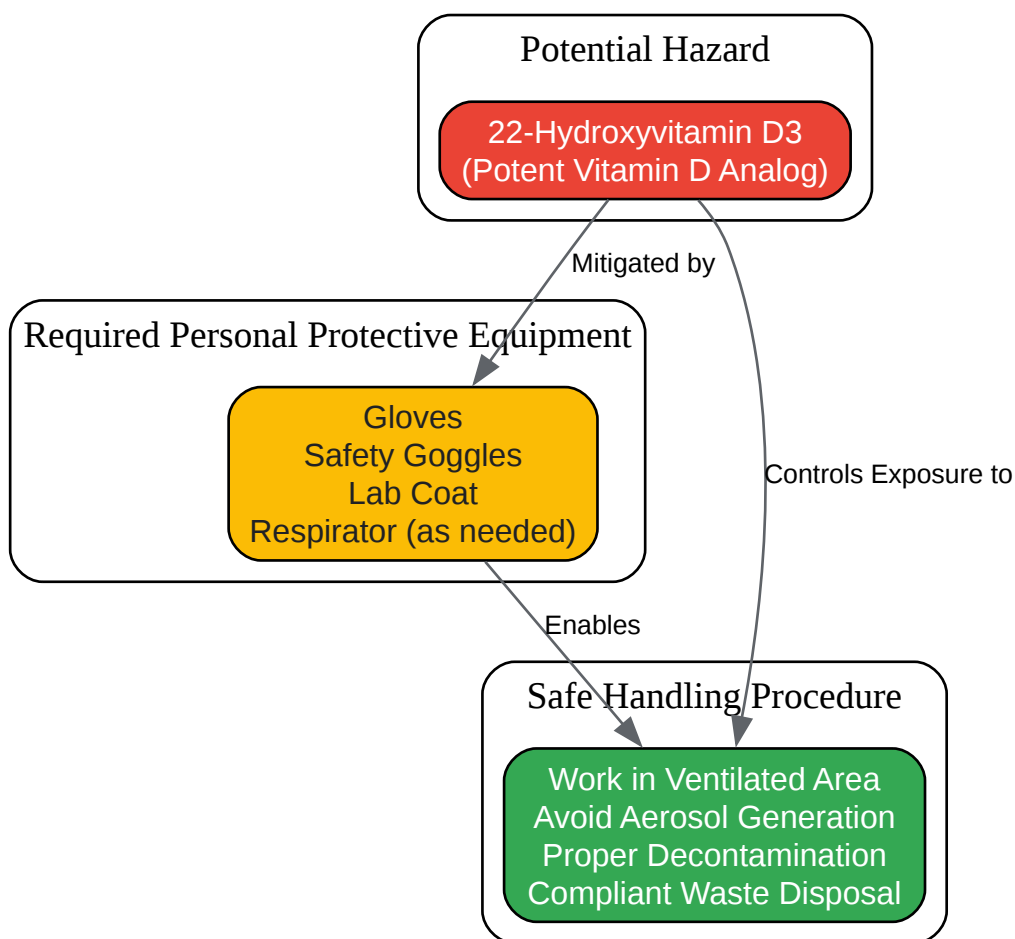 Potential Hazard
22-Hydroxyvitamin D3
(Potent Vitamin D Analog)
Mitigated by
Required Personal Protective Equipment
Gloves
Safety Goggles
Lab Coat
Respirator (as needed)
Controls Exposure to
Enables
Safe Handling Procedure
Work in Ventilated Area
Avoid Aerosol Generation
Proper Decontamination
Compliant Waste Disposal